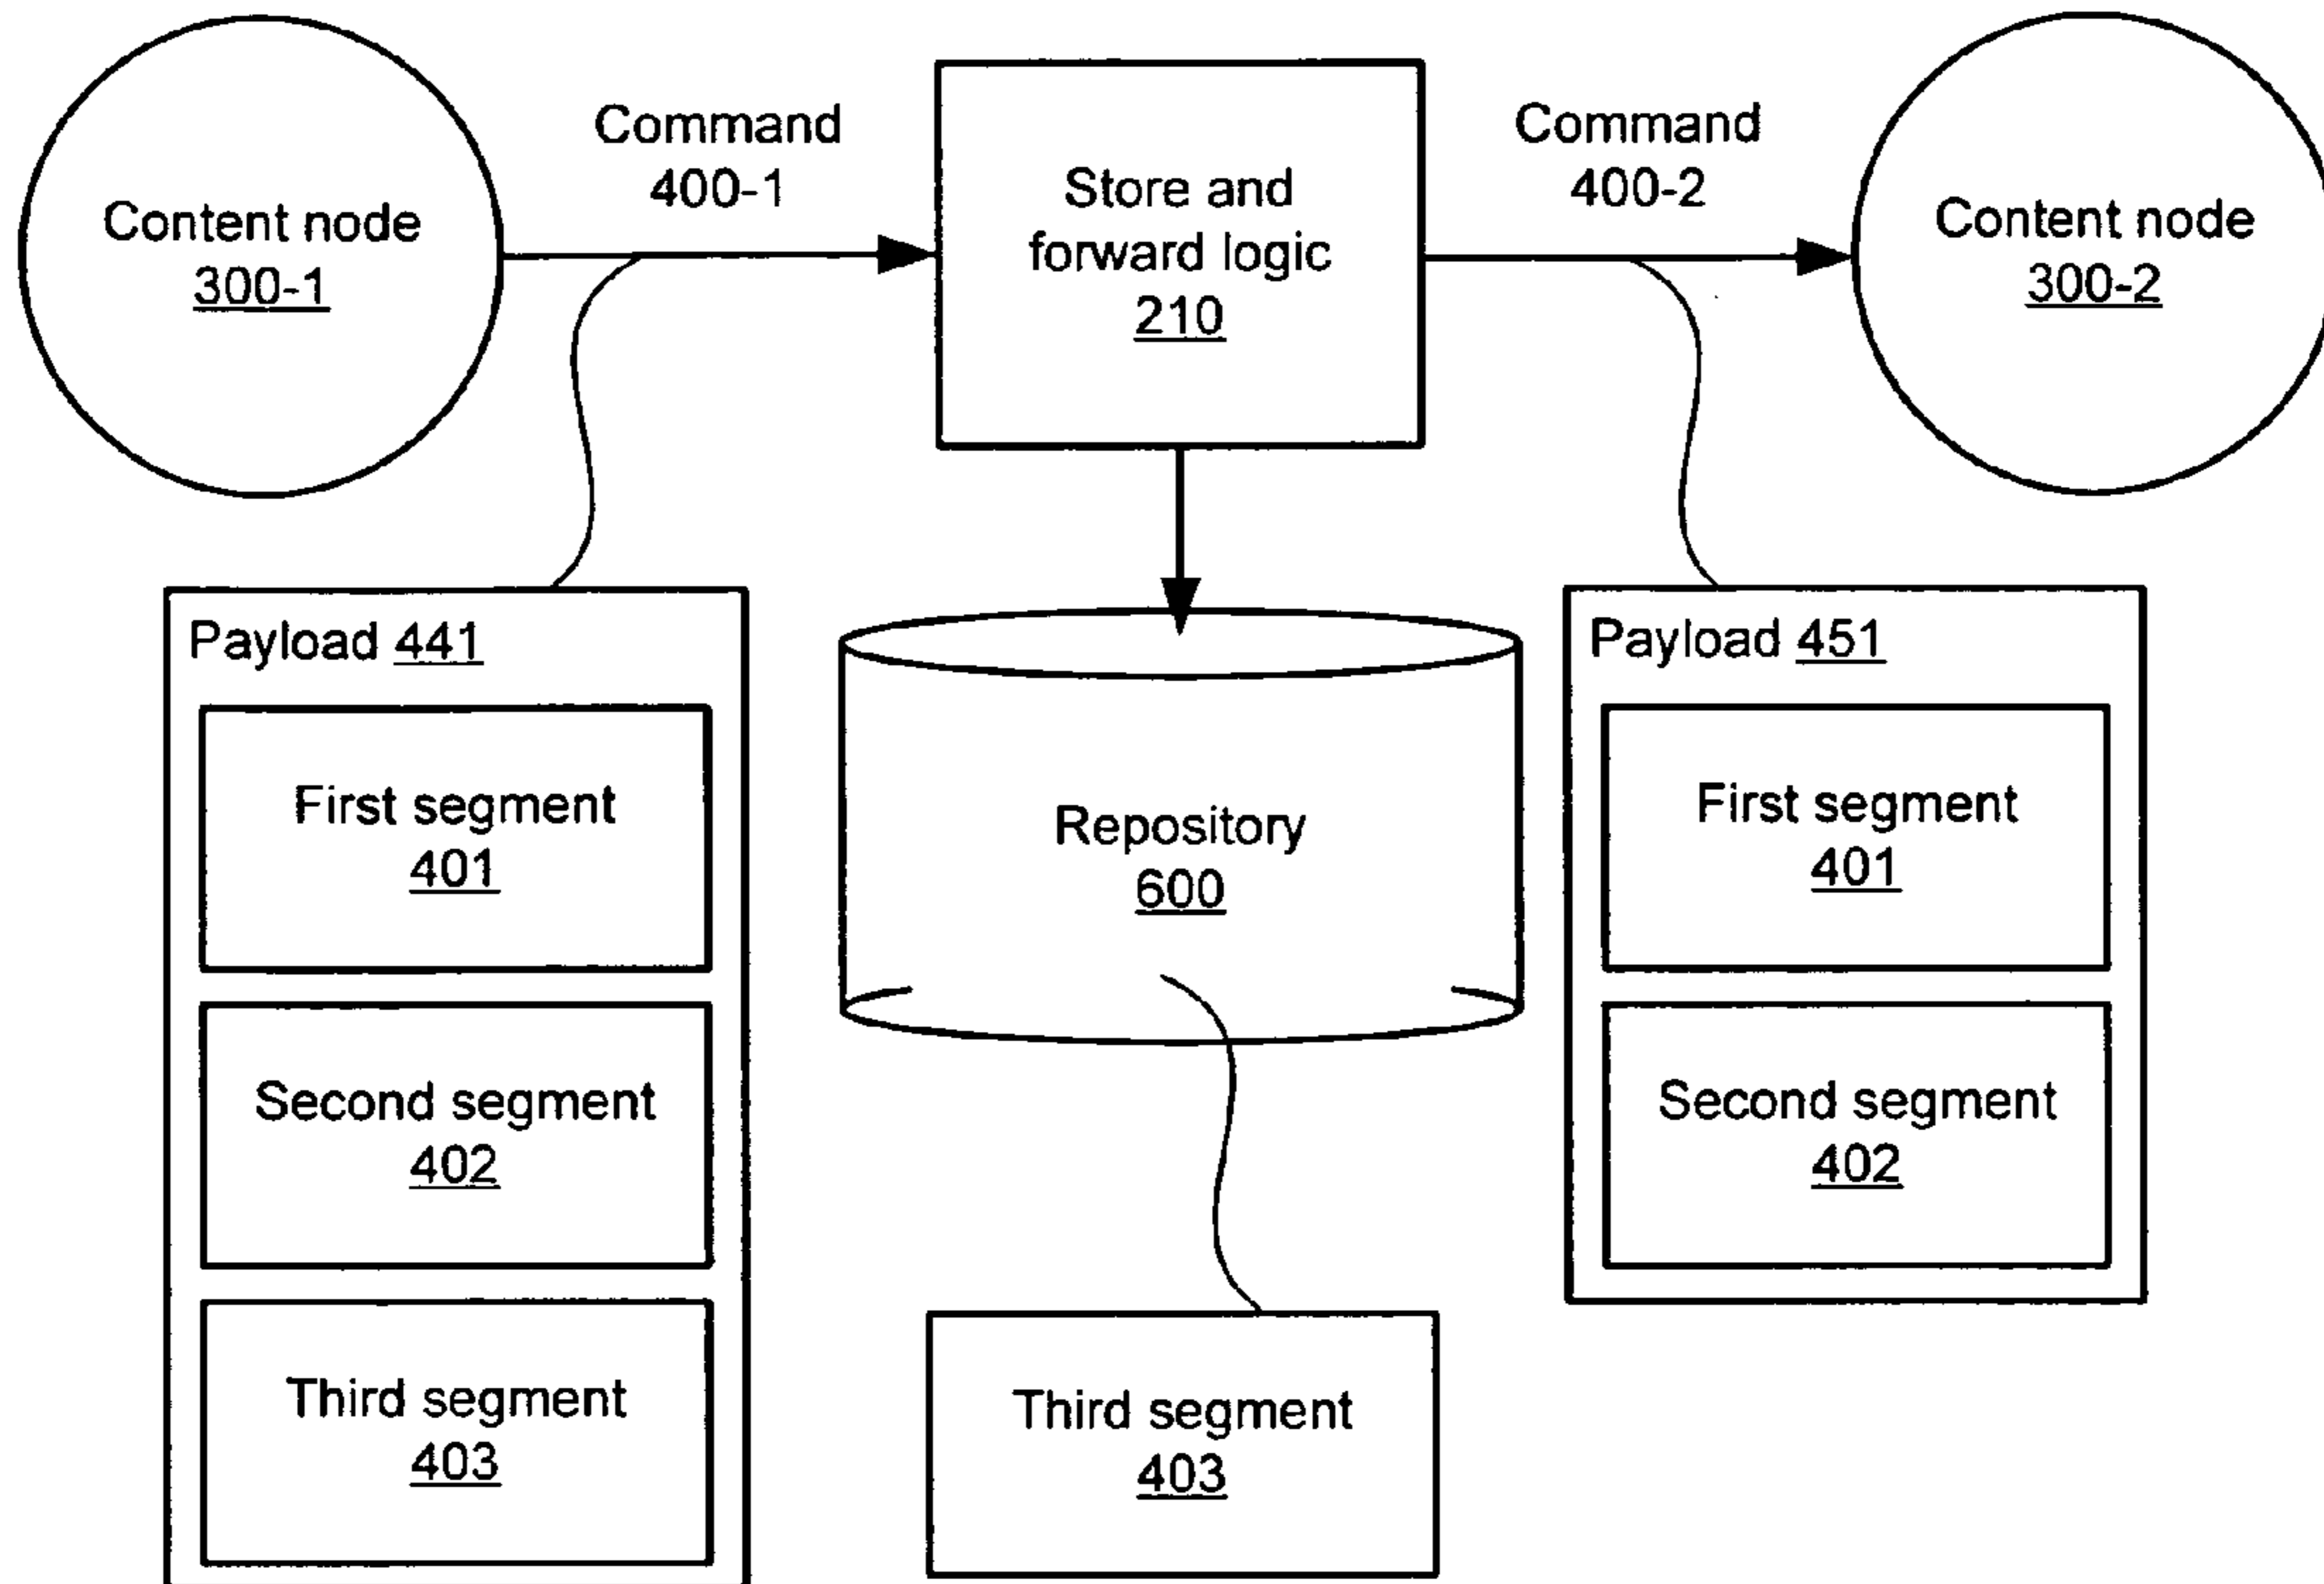 Content node
300-1
Command
400-1
Store and
forward logic
210
Command
400-2
Content node
300-2
Payload 441
First segment
401
Second segment
402
Third segment
403
Repository
600
Third segment
403
Payload 451
First segment
401
Second segment
402